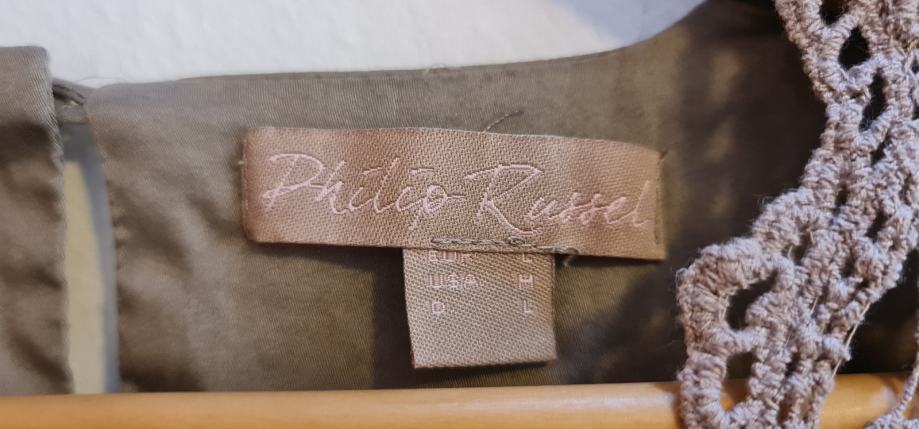 Philip Russel
EUR L
USA M
D L